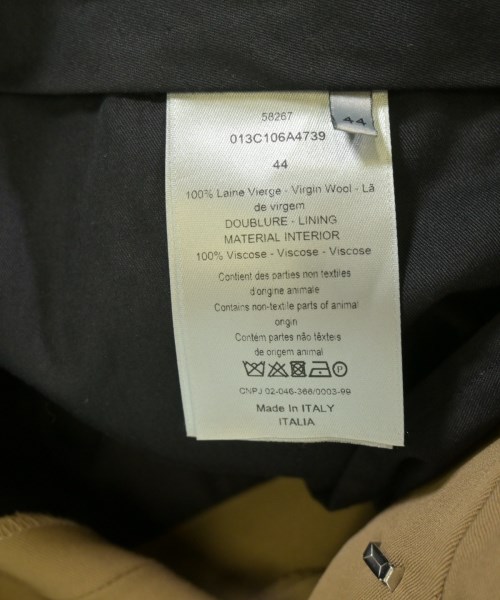 44
58267
013C106A4739
44
100% Laine Vierge - Virgin Wool - Lã
de virgem
DOUBLURE - LINING
MATERIAL INTERIOR
100% Viscose - Viscose - Viscose
Contient des parties non textiles
d'origine animale
Contains non-textile parts of animal
origin
Contém partes não têxteis
de origem animal
P
CNPJ 02-046-366/0003-99
Made In ITALY
ITALIA